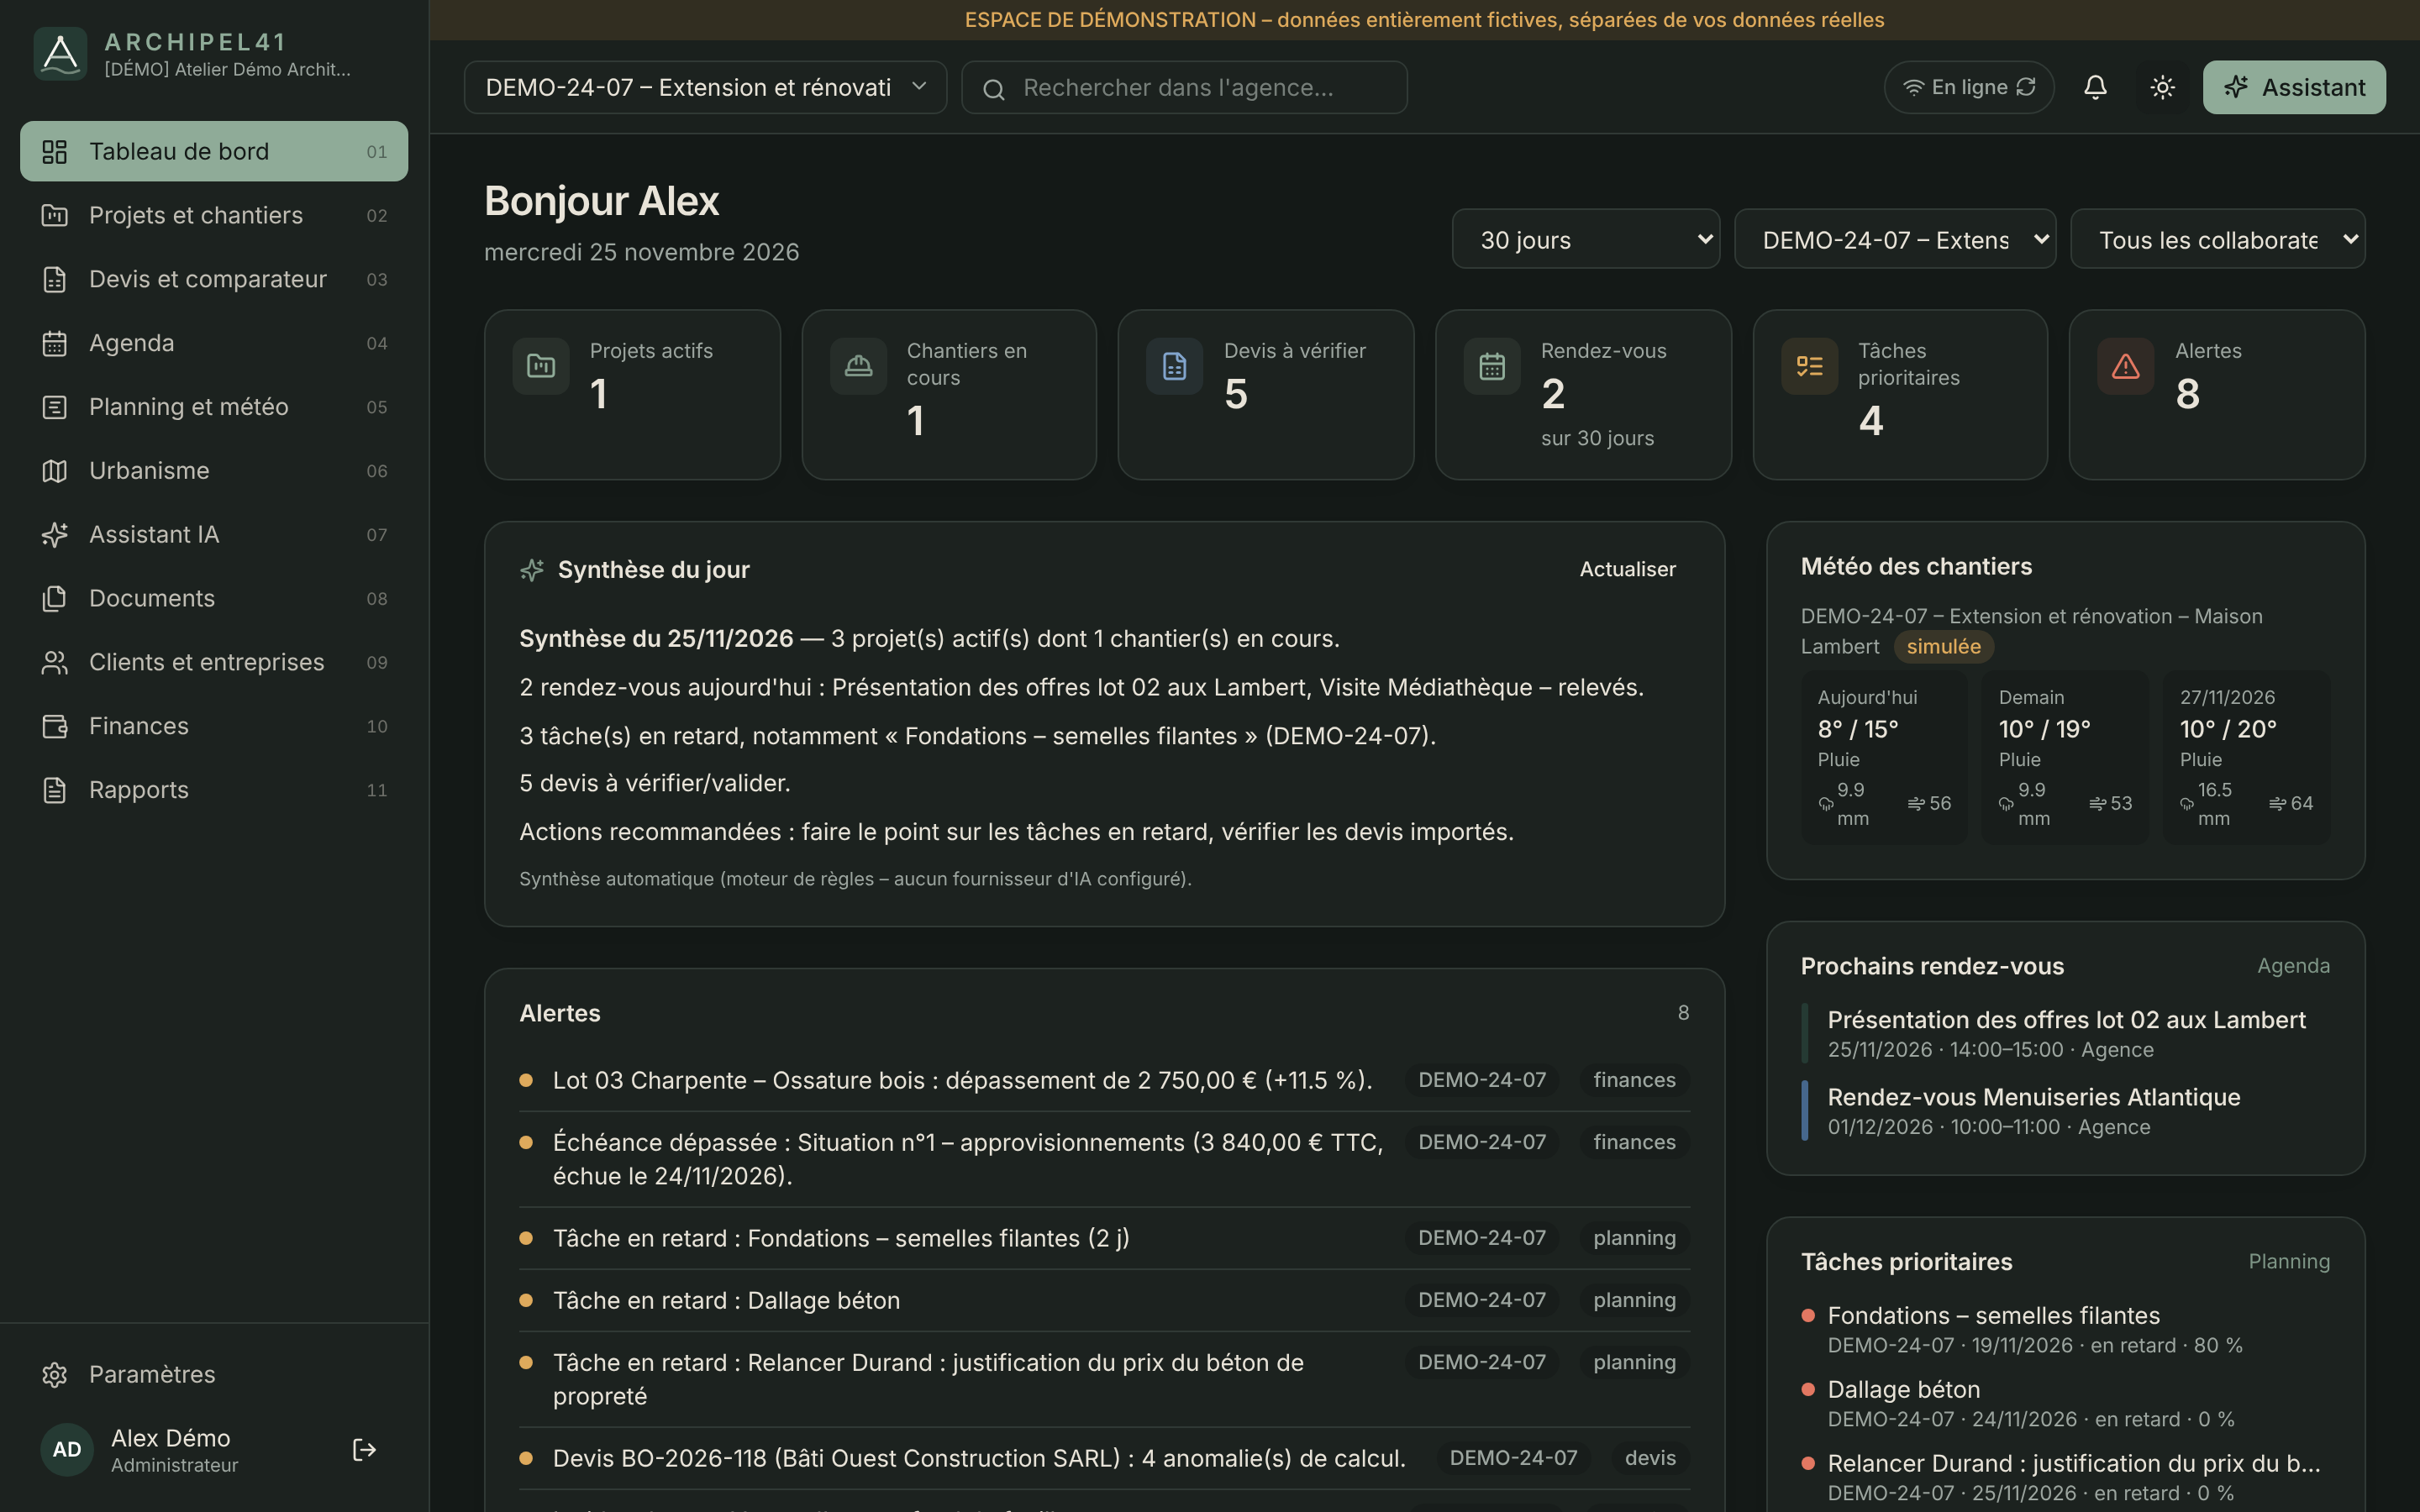 ARCHIPEL41
[DÉMO] Atelier Démo Archit...
Tableau de bord 01
Projets et chantiers 02
Devis et comparateur 03
Agenda 04
Planning et météo 05
Urbanisme 06
Assistant IA 07
Documents 08
Clients et entreprises 09
Finances 10
Rapports 11
Paramètres
AD
Alex Démo
Administrateur
ESPACE DE DÉMONSTRATION – données entièrement fictives, séparées de vos données réelles
DEMO-24-07 – Extension et rénovati
Rechercher dans l'agence...
En ligne
Assistant
Bonjour Alex
mercredi 25 novembre 2026
30 jours
DEMO-24-07 – Extens
Tous les collaborate
Projets actifs
1
Chantiers en
cours
1
Devis à vérifier
5
Rendez-vous
2
sur 30 jours
Tâches
prioritaires
4
Alertes
8
Synthèse du jour
Actualiser
Synthèse du 25/11/2026 — 3 projet(s) actif(s) dont 1 chantier(s) en cours.
2 rendez-vous aujourd'hui : Présentation des offres lot 02 aux Lambert, Visite Médiathèque – relevés.
3 tâche(s) en retard, notamment « Fondations – semelles filantes » (DEMO-24-07).
5 devis à vérifier/valider.
Actions recommandées : faire le point sur les tâches en retard, vérifier les devis importés.
Synthèse automatique (moteur de règles – aucun fournisseur d'IA configuré).
Alertes 8
Lot 03 Charpente – Ossature bois : dépassement de 2 750,00 € (+11.5 %). DEMO-24-07 finances
Échéance dépassée : Situation n°1 – approvisionnements (3 840,00 € TTC, DEMO-24-07 finances
échue le 24/11/2026).
Tâche en retard : Fondations – semelles filantes (2 j) DEMO-24-07 planning
Tâche en retard : Dallage béton DEMO-24-07 planning
Tâche en retard : Relancer Durand : justification du prix du béton de DEMO-24-07 planning
propreté
Devis BO-2026-118 (Bâti Ouest Construction SARL) : 4 anomalie(s) de calcul. DEMO-24-07 devis
Météo des chantiers
DEMO-24-07 – Extension et rénovation – Maison
Lambert simulée
Aujourd'hui
8° / 15°
Pluie
9.9
mm
56
Demain
10° / 19°
Pluie
9.9
mm
53
27/11/2026
10° / 20°
Pluie
16.5
mm
64
Prochains rendez-vous Agenda
Présentation des offres lot 02 aux Lambert
25/11/2026 · 14:00–15:00 · Agence
Rendez-vous Menuiseries Atlantique
01/12/2026 · 10:00–11:00 · Agence
Tâches prioritaires Planning
Fondations – semelles filantes
DEMO-24-07 · 19/11/2026 · en retard · 80 %
Dallage béton
DEMO-24-07 · 24/11/2026 · en retard · 0 %
Relancer Durand : justification du prix du b...
DEMO-24-07 · 25/11/2026 · en retard · 0 %